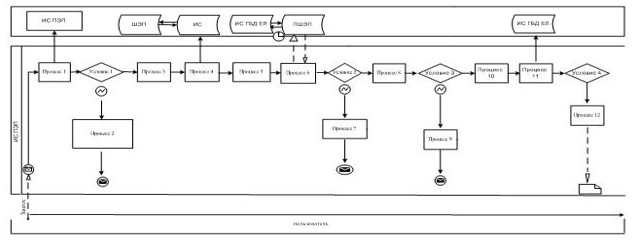 ИС ПЭП
ШЭП
ИС
ИС ГБД ЕЛ
ПШЭП
ИС ГБД ЕЛ
Процесс 1
Условие 1
Процесс 3
Процесс 4
Процесс 5
Процесс 6
Условие 2
Процесс 8
Условие 3
Процесс 10
Процесс 11
Условие 4
Процесс 2
Процесс 7
Процесс 9
Процесс 12
ИС ПЭП
Пользователь